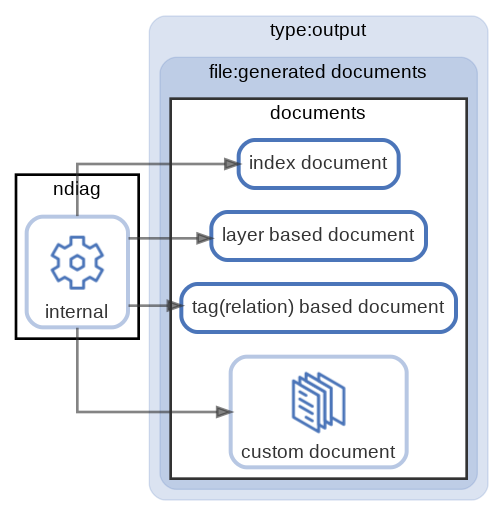 type:output
file:generated documents
documents
index document
ndiag
layer based document
internal
tag(relation) based document
custom document